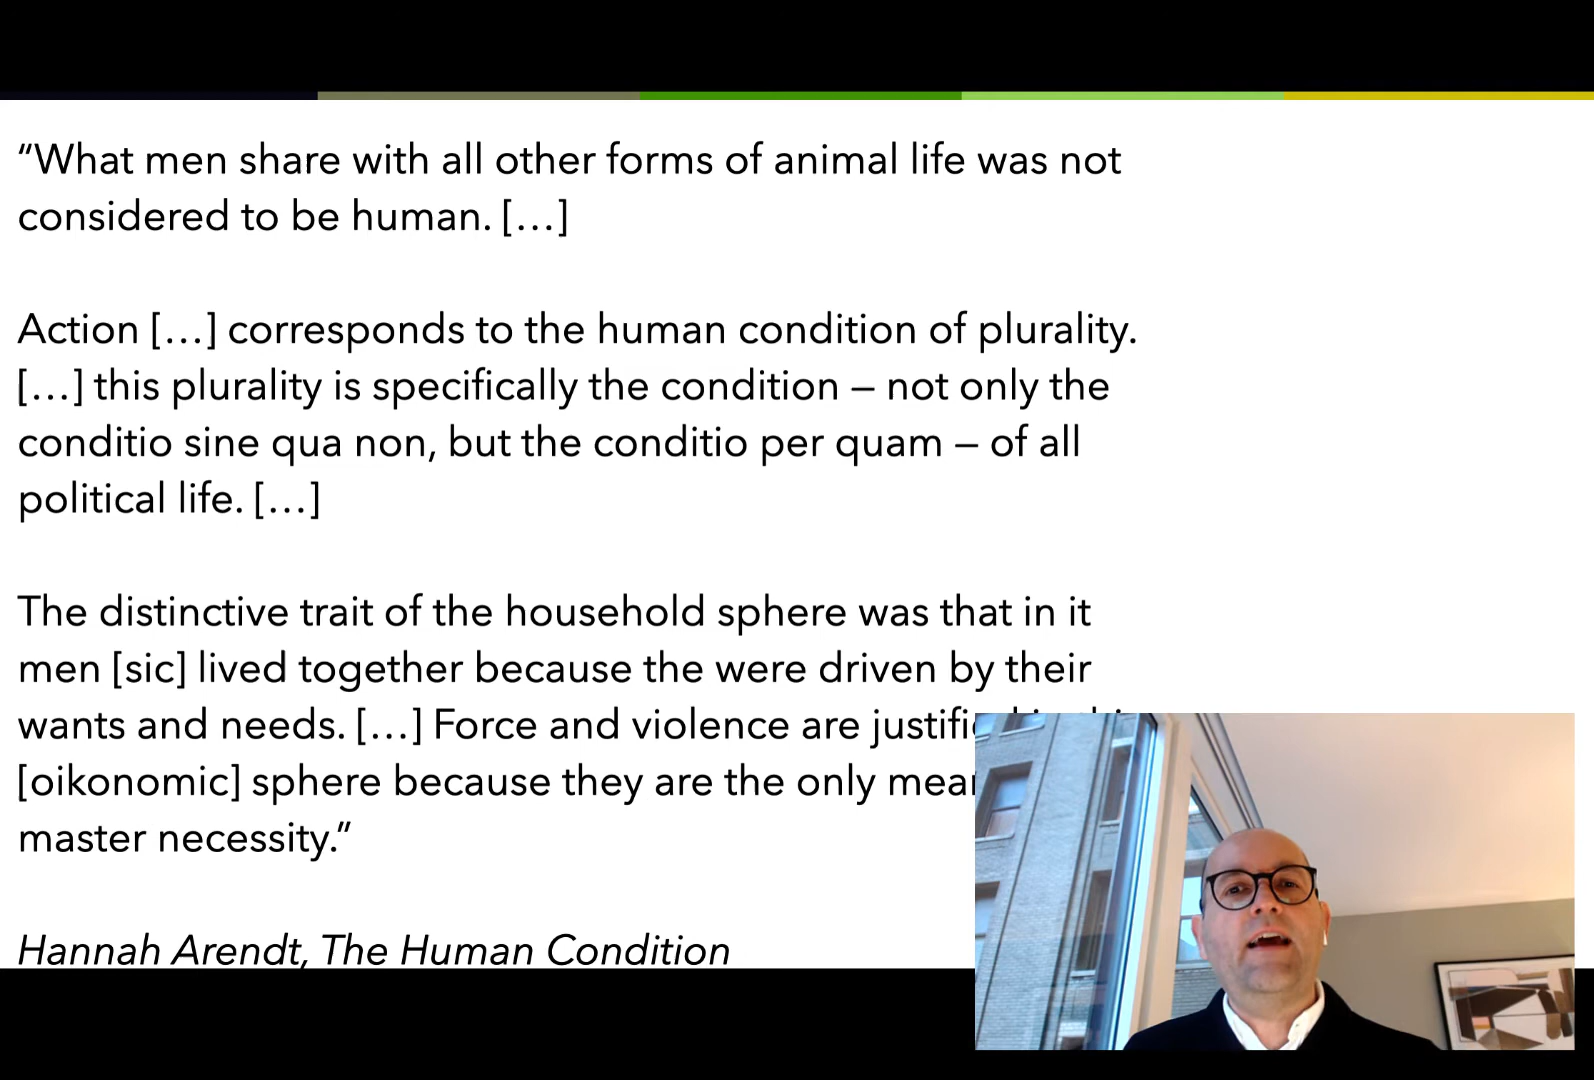 “What men share with all other forms of animal life was not
considered to be human. […]
Action […] corresponds to the human condition of plurality.
[…] this plurality is specifically the condition – not only the
conditio sine qua non, but the conditio per quam – of all
political life. […]
The distinctive trait of the household sphere was that in it
men [sic] lived together because the were driven by their
wants and needs. […] Force and violence are
[oikonomic] sphere because they are the only
master necessity.”
Hannah Arendt, The Human Condition